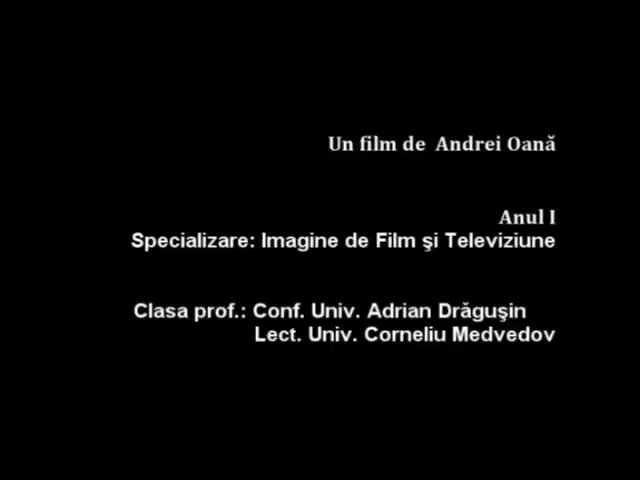 Un film de Andrei Oană
Anul I
Specializare: Imagine de Film şi Televiziune
Clasa prof.: Conf. Univ. Adrian Drăguşin
Lect. Univ. Corneliu Medvedov